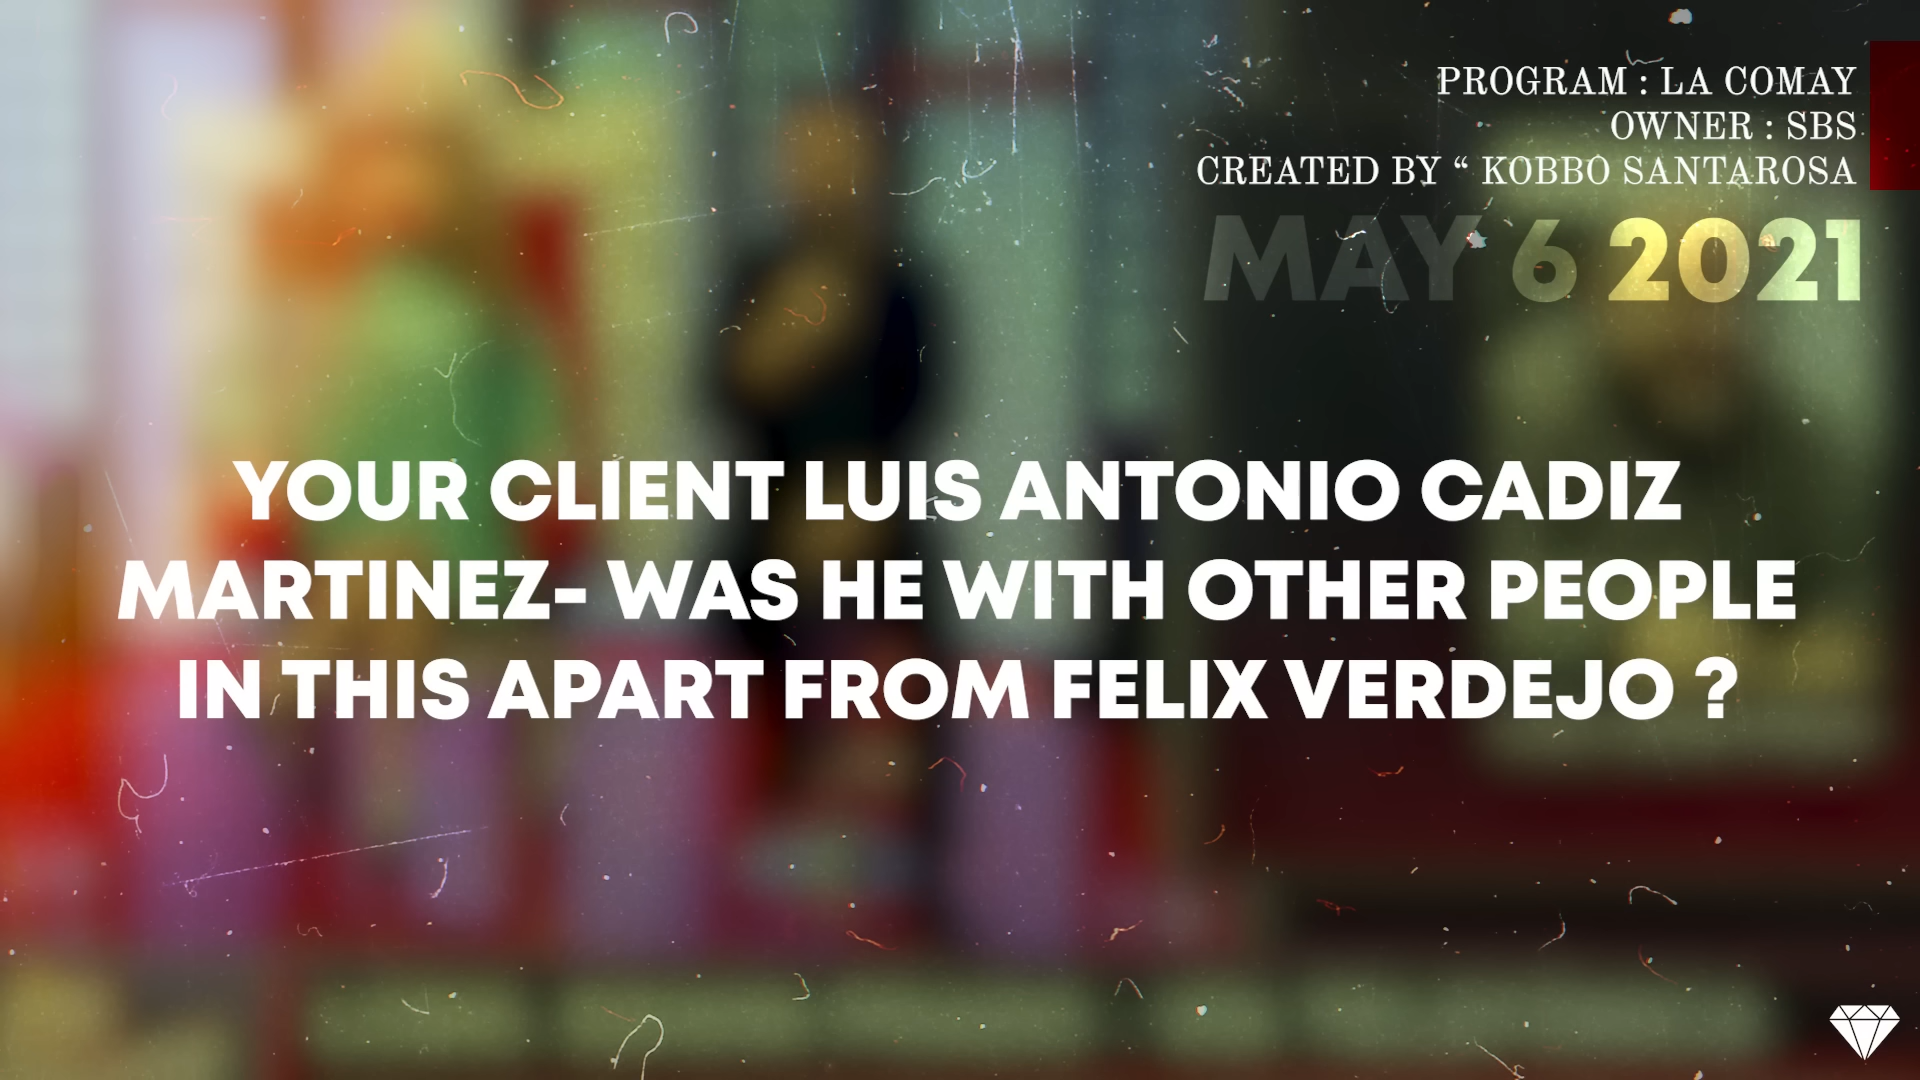 PROGRAM : LA COMAY
OWNER : SBS
CREATED BY “ KOBBO SANTAROSA
MAY 6 2021
YOUR CLIENT LUIS ANTONIO CADIZ
MARTINEZ- WAS HE WITH OTHER PEOPLE
IN THIS APART FROM FELIX VERDEJO ?